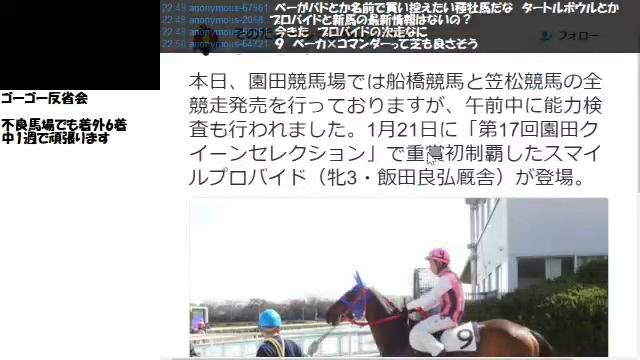 22:48 anonymous-67561 ベーがバドとか名前で買い控えたい種牡馬だな タートルボウルとか
22:48 anonymous-2058 プロバイドと新馬の最新情報はないの?
22:49 今きた プロバイドの次走なに
22:50 anonymous-64721 9 ベーカ×コマンダーって芝も良さそう
フォロー
ゴーゴー反省会
不良馬場でも着外6着
中1週で頑張ります
本日、園田競馬場では船橋競馬と笠松競馬の全
競走発売を行っておりますが、午前中に能力検
査も行われました。1月21日に「第17回園田ク
イーンセレクション」で重賞初制覇したスマイ
ルプロバイド(牝3・飯田良弘厩舎)が登場。
9